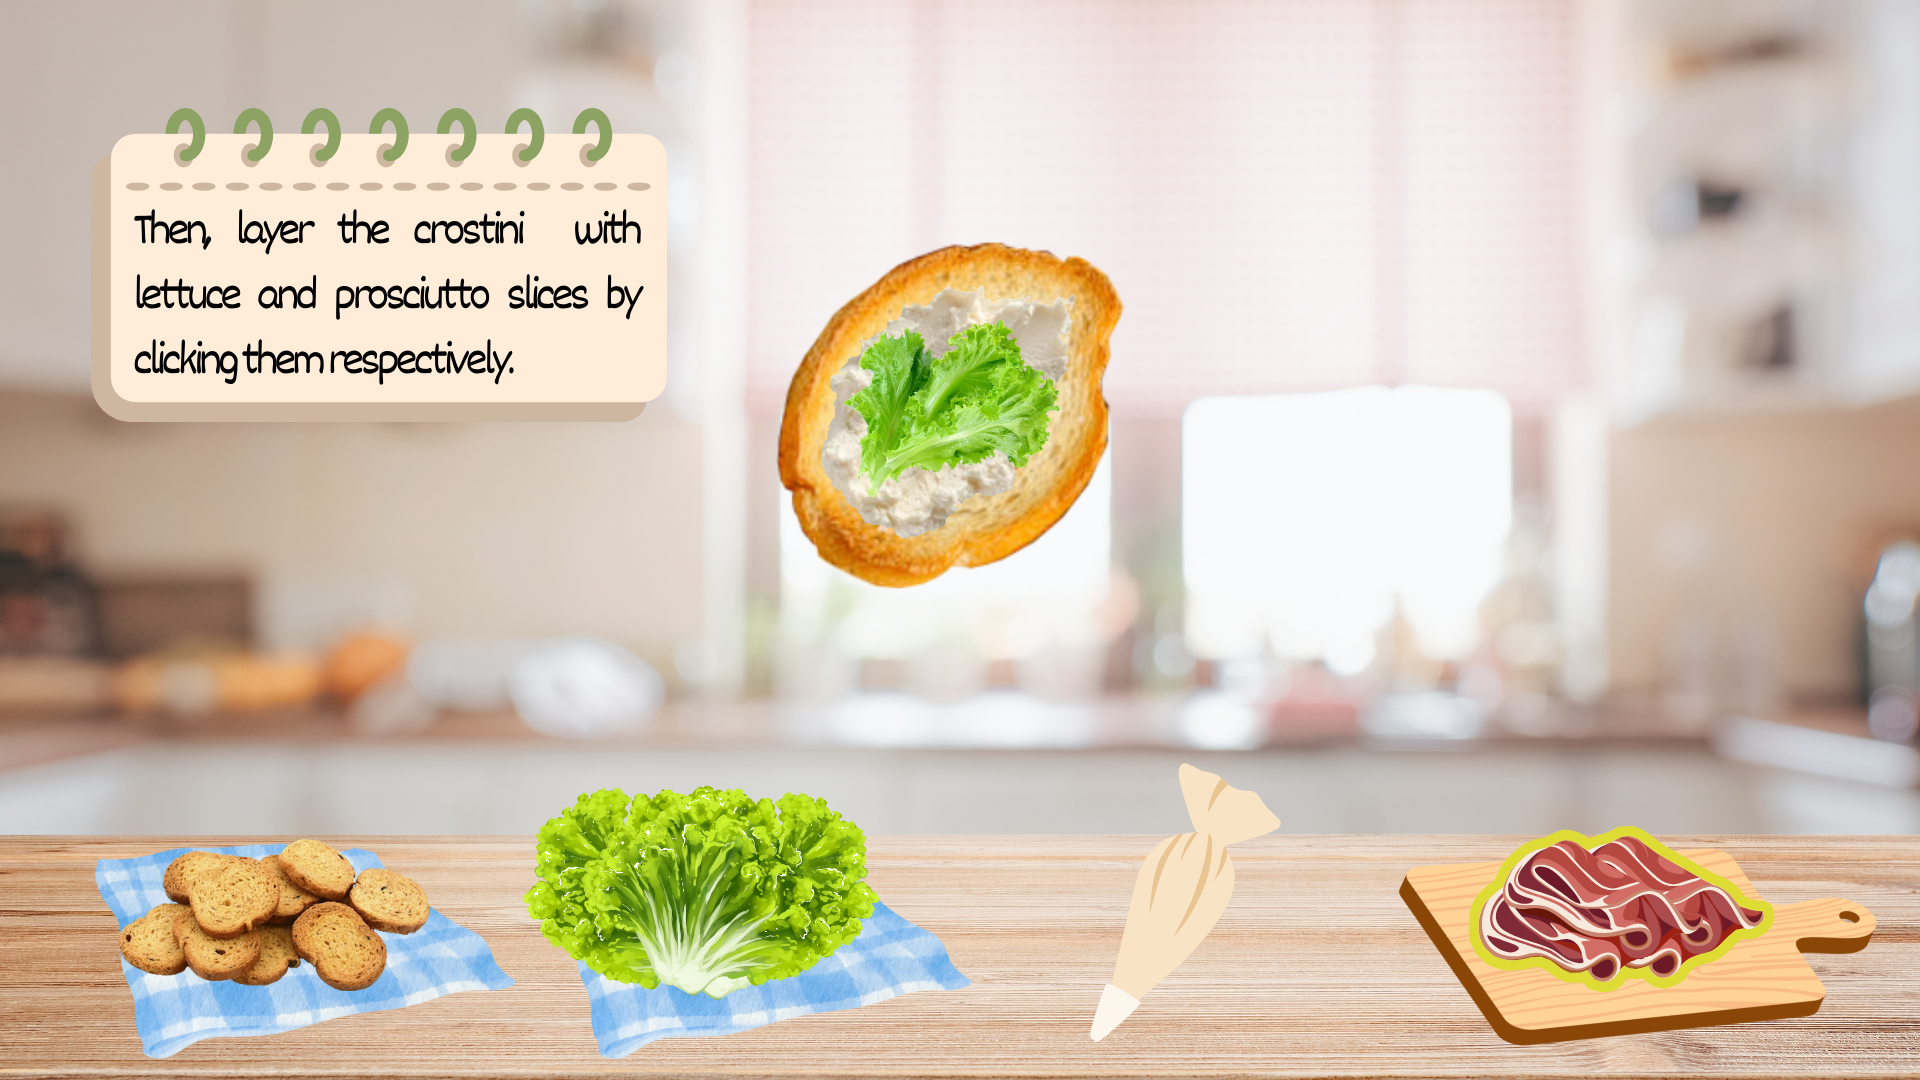 Then, layer the crostini with
lettuce and prosciutto slices by
clicking them respectively.